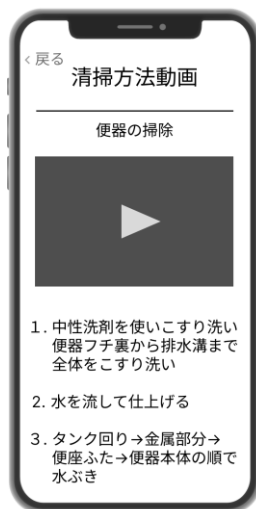 < 戻る
清掃方法動画
便器の掃除
1. 中性洗剤を使いこすり洗い
便器フチ裏から排水溝まで
全体をこすり洗い
2. 水を流して仕上げる
3. タンク回り→金属部分→
便座ふた→便器本体の順で
水ぶき